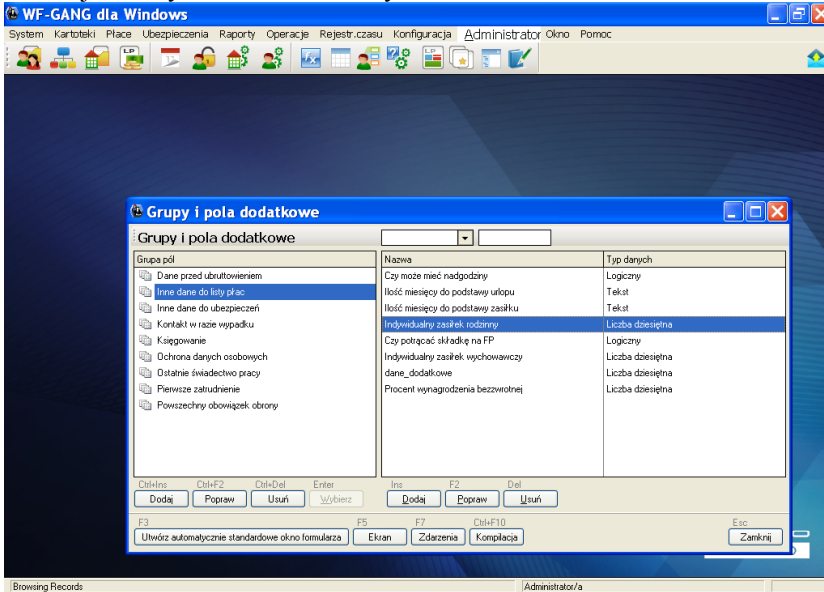 WF-GANG dla Windows
System Kartoteki Płace Ubezpieczenia Raporty Operacje Rejestr.czasu Konfiguracja Administrator Okno Pomoc
Grupy i pola dodatkowe
Grupy i pola dodatkowe
Grupa pól Nazwa Typ danych
Dane przed ubruttowieniem Czy może mieć nadgodziny Logiczny
Inne dane do listy płac Ilość miesięcy do podstawy urlopu Tekst
Inne dane do ubezpieczeń Ilość miesięcy do podstawy zasiłku Tekst
Kontakt w razie wypadku Indywidualny zasiłek rodzinny Liczba dziesiętna
Księgowanie Czy potrącać składkę na FP Logiczny
Ochrona danych osobowych Indywidualny zasiłek wychowawczy Liczba dziesiętna
Ostatnie świadectwo pracy dane_dodatkowe Liczba dziesiętna
Pierwsze zatrudnienie Procent wynagrodzenia bezzwrotnej Liczba dziesiętna
Powszechny obowiązek obrony
Ctrl+Ins Ctrl+F2 Ctrl+Del Enter Ins F2 Del
Dodaj Popraw Usuń Wybierz Dodaj Popraw Usuń
F3 F5 F7 Ctrl+F10 Esc
Utwórz automatycznie standardowe okno formularza Ekran Zdarzenia Kompilacja Zamknij
Browsing Records Administrator/a